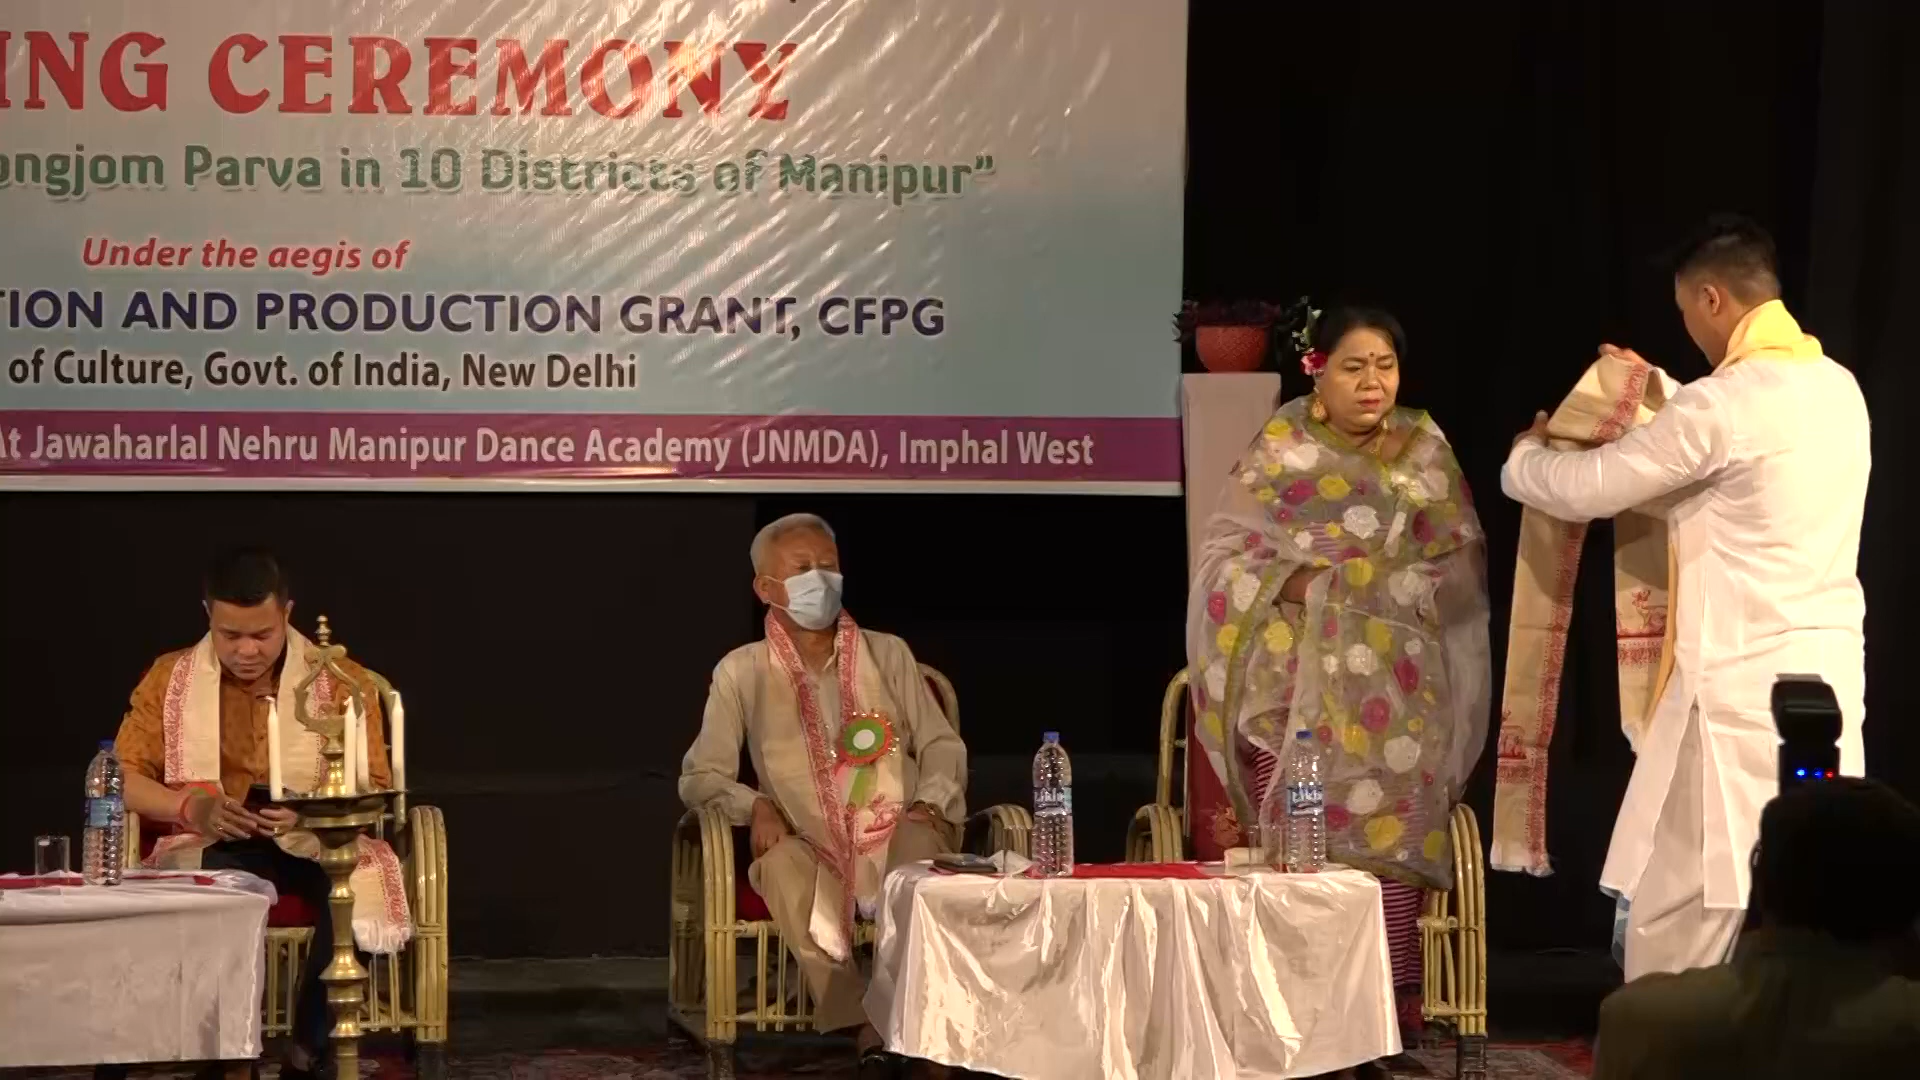 ING CEREMONY
ongjom Parva in 10 Districts of Manipur”
Under the aegis of
TION AND PRODUCTION GRANT, CFPG
of Culture, Govt. of India, New Delhi
At Jawaharlal Nehru Manipur Dance Academy (JNMDA), Imphal West